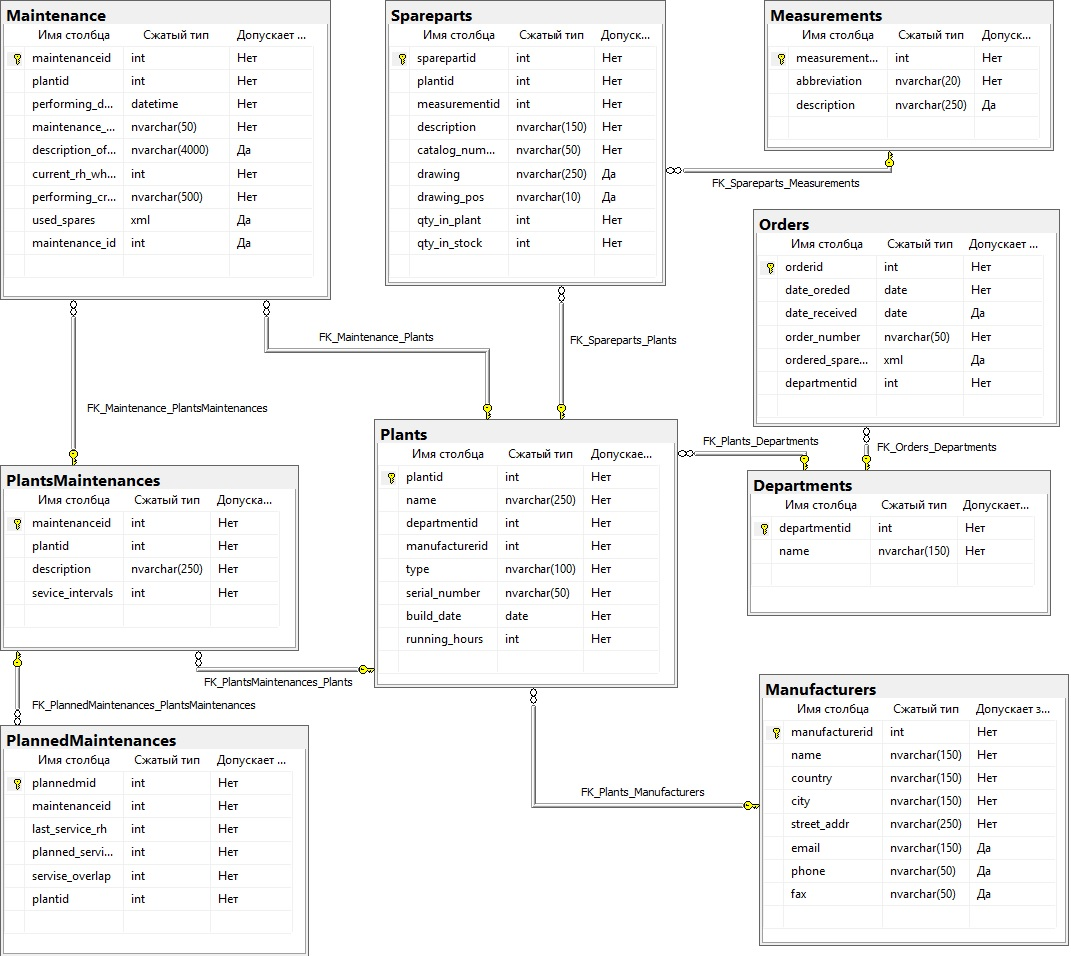 Maintenance
Имя столбца Сжатый тип Допускает ...
maintenanceid int Нет
plantid int Нет
performing_d... datetime Нет
maintenance_... nvarchar(50) Нет
description_of... nvarchar(4000) Да
current_rh_wh... int Нет
performing_cr... nvarchar(500) Нет
used_spares xml Да
maintenance_id int Да
Spareparts
Имя столбца Сжатый тип Допуск...
sparepartid int Нет
plantid int Нет
measurementid int Нет
description nvarchar(150) Нет
catalog_num... nvarchar(50) Нет
drawing nvarchar(250) Да
drawing_pos nvarchar(10) Да
qty_in_plant int Нет
qty_in_stock int Нет
Measurements
Имя столбца Сжатый тип Допуск...
measurement... int Нет
abbreviation nvarchar(20) Нет
description nvarchar(250) Да
FK_Spareparts_Measurements
Orders
Имя столбца Сжатый тип Допускает ...
orderid int Нет
date_oreded date Нет
date_received date Да
order_number nvarchar(50) Нет
ordered_spare... xml Да
departmentid int Нет
FK_Maintenance_Plants
FK_Spareparts_Plants
FK_Maintenance_PlantsMaintenances
FK_Plants_Departments
FK_Orders_Departments
PlantsMaintenances
Имя столбца Сжатый тип Допуска...
maintenanceid int Нет
plantid int Нет
description nvarchar(250) Нет
sevice_intervals int Нет
Plants
Имя столбца Сжатый тип Допускае...
plantid int Нет
name nvarchar(250) Нет
departmentid int Нет
manufacturerid int Нет
type nvarchar(100) Нет
serial_number nvarchar(50) Нет
build_date date Нет
running_hours int Нет
Departments
Имя столбца Сжатый тип Допускает...
departmentid int Нет
name nvarchar(150) Нет
FK_PlantsMaintenances_Plants
FK_PlannedMaintenances_PlantsMaintenances
PlannedMaintenances
Имя столбца Сжатый тип Допускает ...
plannedmid int Нет
maintenanceid int Нет
last_service_rh int Нет
planned_servi... int Нет
servise_overlap int Нет
plantid int Нет
FK_Plants_Manufacturers
Manufacturers
Имя столбца Сжатый тип Допускает з...
manufacturerid int Нет
name nvarchar(150) Нет
country nvarchar(150) Нет
city nvarchar(150) Нет
street_addr nvarchar(250) Нет
email nvarchar(150) Да
phone nvarchar(50) Да
fax nvarchar(50) Да